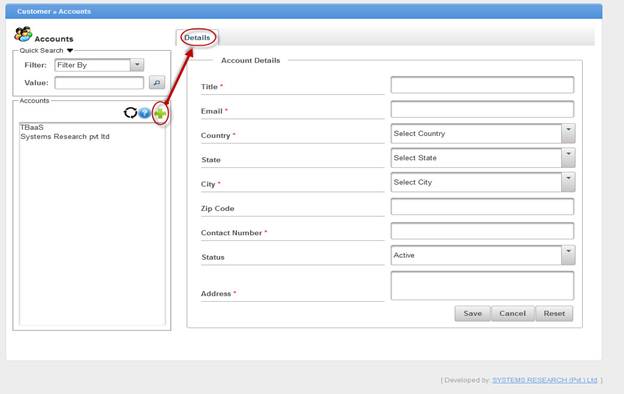 Customer » Accounts
Accounts
Quick Search
Filter: Filter By
Value:
Accounts
TBaaS
Systems Research pvt ltd
Details
Account Details
Title *
Email *
Country * Select Country
State Select State
City * Select City
Zip Code
Contact Number *
Status Active
Address *
Save Cancel Reset
[ Developed by: SYSTEMS RESEARCH (Pvt.) Ltd. ]